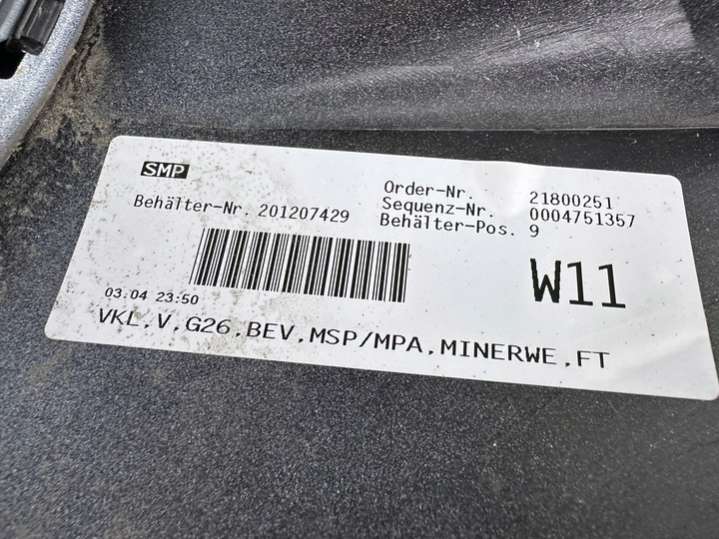 SMP
Order-Nr. 21800251
Behälter-Nr. 201207429 Sequenz-Nr. 0004751357
Behälter-Pos. 9
W11
03.04 23:50
VKL,V,G26,BEV,MSP/MPA,MINERWE,FT